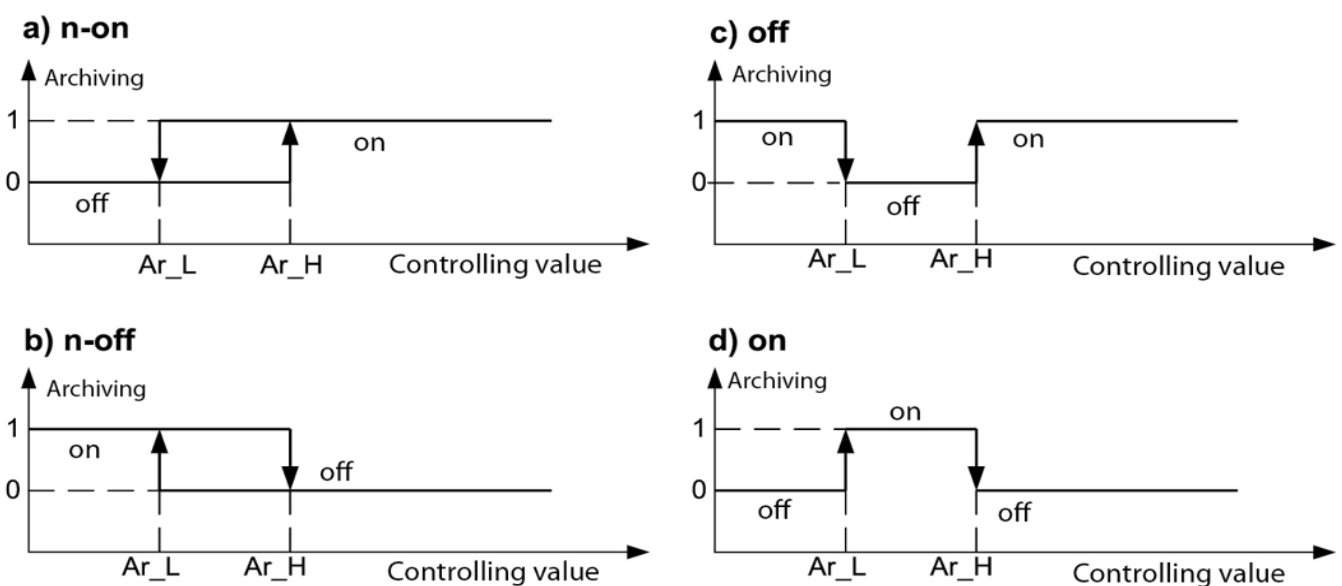 a) n-on
Archiving
1
on
0
off
Ar_L
Ar_H
Controlling value
c) off
Archiving
1
on
on
0
off
Ar_L
Ar_H
Controlling value
b) n-off
Archiving
1
on
off
0
Ar_L
Ar_H
Controlling value
d) on
Archiving
on
1
0
off
off
Ar_L
Ar_H
Controlling value